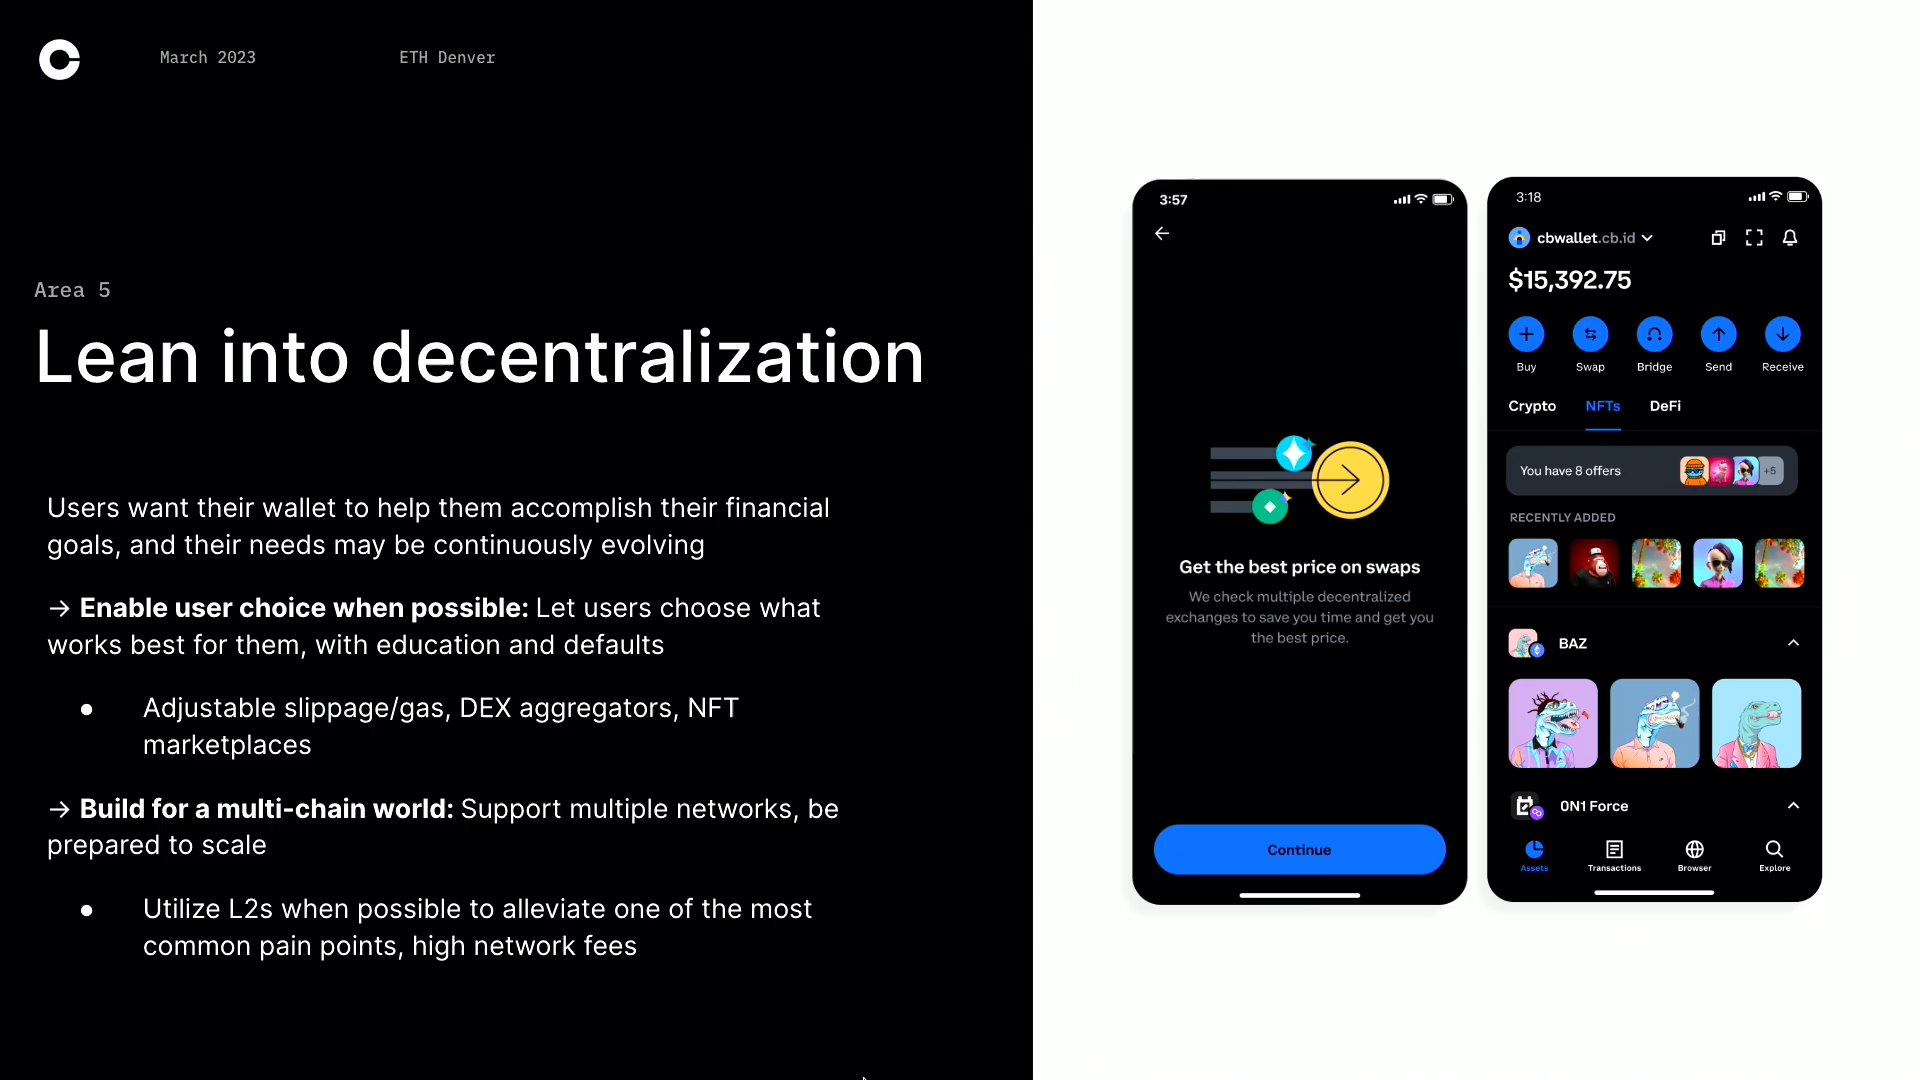 March 2023
ETH Denver
Area 5
Lean into decentralization
Users want their wallet to help them accomplish their financial
goals, and their needs may be continuously evolving
→ Enable user choice when possible: Let users choose what
works best for them, with education and defaults
● Adjustable slippage/gas, DEX aggregators, NFT
marketplaces
→ Build for a multi-chain world: Support multiple networks, be
prepared to scale
● Utilize L2s when possible to alleviate one of the most
common pain points, high network fees
3:57
Get the best price on swaps
We check multiple decentralized
exchanges to save you time and get you
the best price.
Continue
3:18
cbwallet.cb.id
$15,392.75
Buy Swap Bridge Send Receive
Crypto NFTs DeFi
You have 8 offers +5
RECENTLY ADDED
BAZ
0N1 Force
Assets Transactions Browser Explore